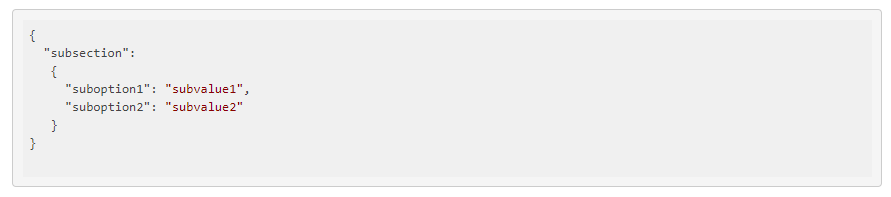 {
  "subsection":
   {
     "suboption1": "subvalue1",
     "suboption2": "subvalue2"
   }
}